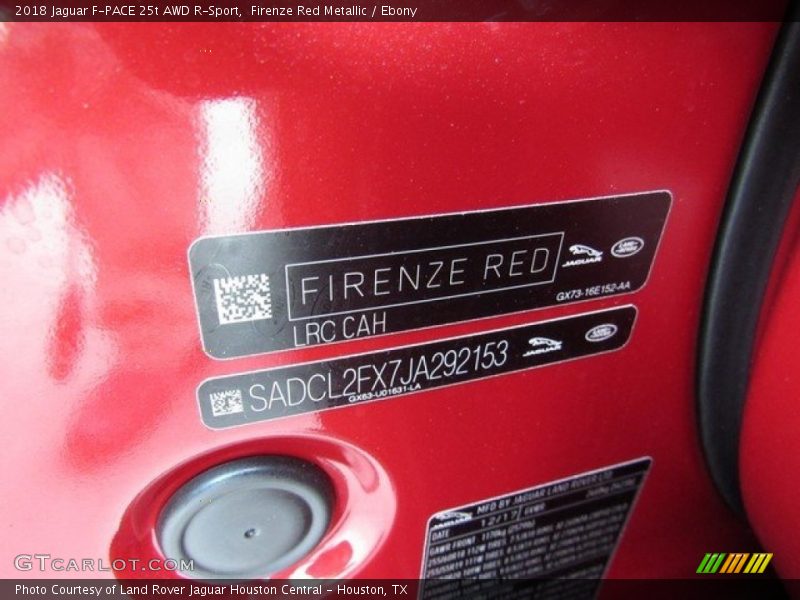 2018 Jaguar F-PACE 25t AWD R-Sport, Firenze Red Metallic / Ebony
FIRENZE RED
JAGUAR
LAND ROVER
GX73-16E152-AA
LRC CAH
SADCL2FX7JA292153
JAGUAR
LAND ROVER
GX63-U01631-LA
JAGUAR
MFD BY JAGUAR LAND ROVER LTD
DATE 12/17
GTCARLOT.COM
Photo Courtesy of Land Rover Jaguar Houston Central - Houston, TX